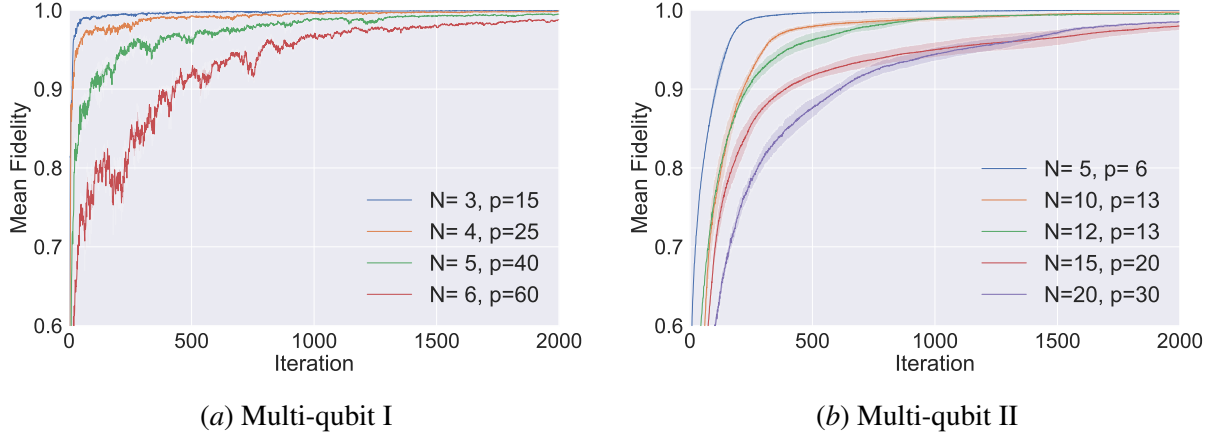 1.0
0.9
0.8
0.7
0.6
Mean Fidelity
N= 3, p=15
N= 4, p=25
N= 5, p=40
N= 6, p=60
0 500 1000 1500 2000
Iteration
(a) Multi-qubit I
1.0
0.9
0.8
0.7
0.6
Mean Fidelity
N= 5, p= 6
N=10, p=13
N=12, p=13
N=15, p=20
N=20, p=30
0 500 1000 1500 2000
Iteration
(b) Multi-qubit II